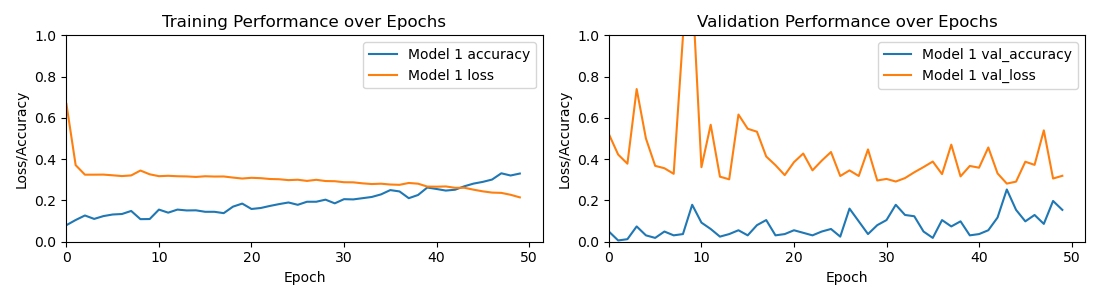 Training Performance over Epochs
Loss/Accuracy
1.0
0.8
0.6
0.4
0.2
0.0
Model 1 accuracy
Model 1 loss
0 10 20 30 40 50
Epoch
Validation Performance over Epochs
Loss/Accuracy
1.0
0.8
0.6
0.4
0.2
0.0
Model 1 val_accuracy
Model 1 val_loss
0 10 20 30 40 50
Epoch